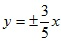 y = ±3/5 x